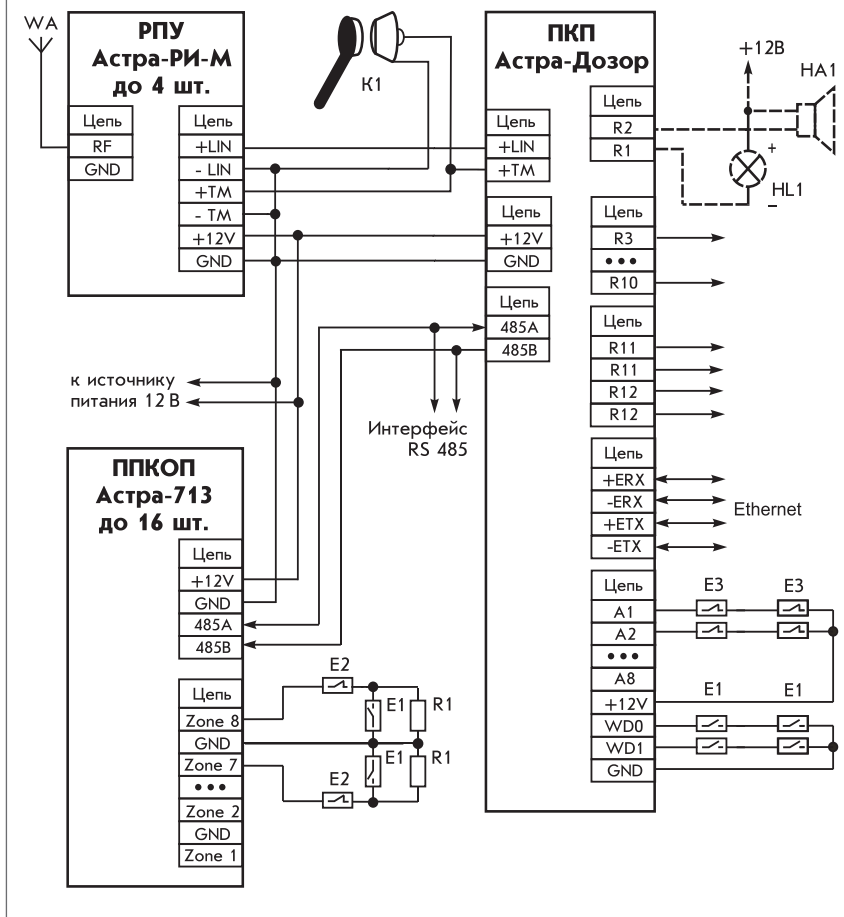 WA
РПУ
Астра-РИ-М
до 4 шт.
Цепь
RF
GND
Цепь
+LIN
- LIN
+TM
- TM
+12V
GND
К1
ПКП
Астра-Дозор
Цепь
+LIN
+TM
Цепь
+12V
GND
Цепь
485A
485B
Цепь
R2
R1
+12В
HA1
+
HL1
–
Цепь
R3
•••
R10
Цепь
R11
R11
R12
R12
Цепь
+ERX
-ERX
+ETX
-ETX
Ethernet
Цепь
A1
A2
•••
A8
+12V
WD0
WD1
GND
E3 E3
E1 E1
к источнику
питания 12 В
Интерфейс
RS 485
ППКОП
Астра-713
до 16 шт.
Цепь
+12V
GND
485A
485B
Цепь
Zone 8
GND
Zone 7
•••
Zone 2
GND
Zone 1
E2
E1 R1
E1 R1
E2